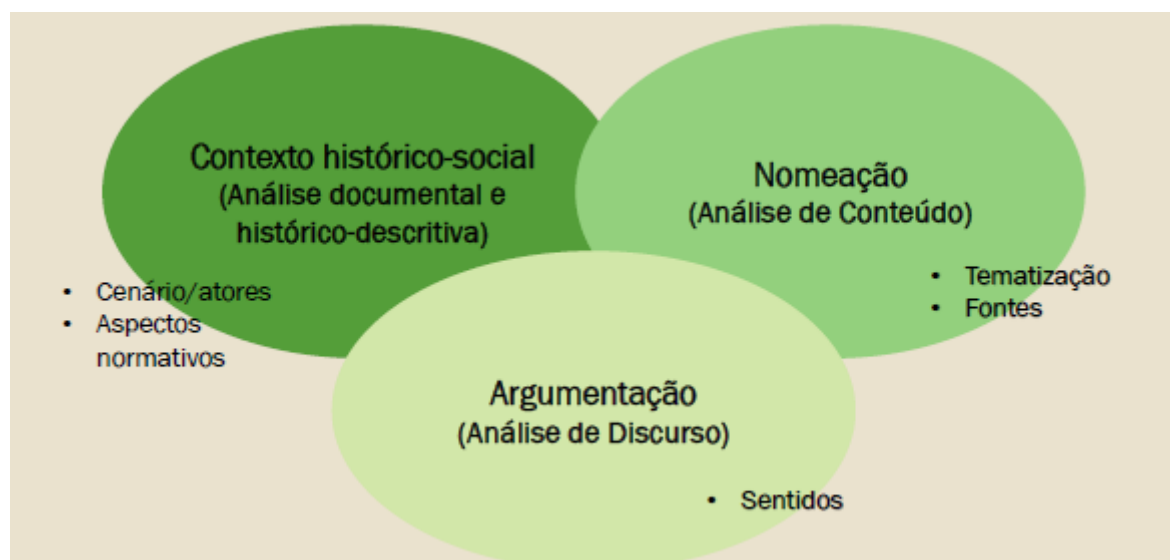 Contexto histórico-social
(Análise documental e
histórico-descritiva)
• Cenário/atores
• Aspectos
normativos
Nomeação
(Análise de Conteúdo)
• Tematização
• Fontes
Argumentação
(Análise de Discurso)
• Sentidos